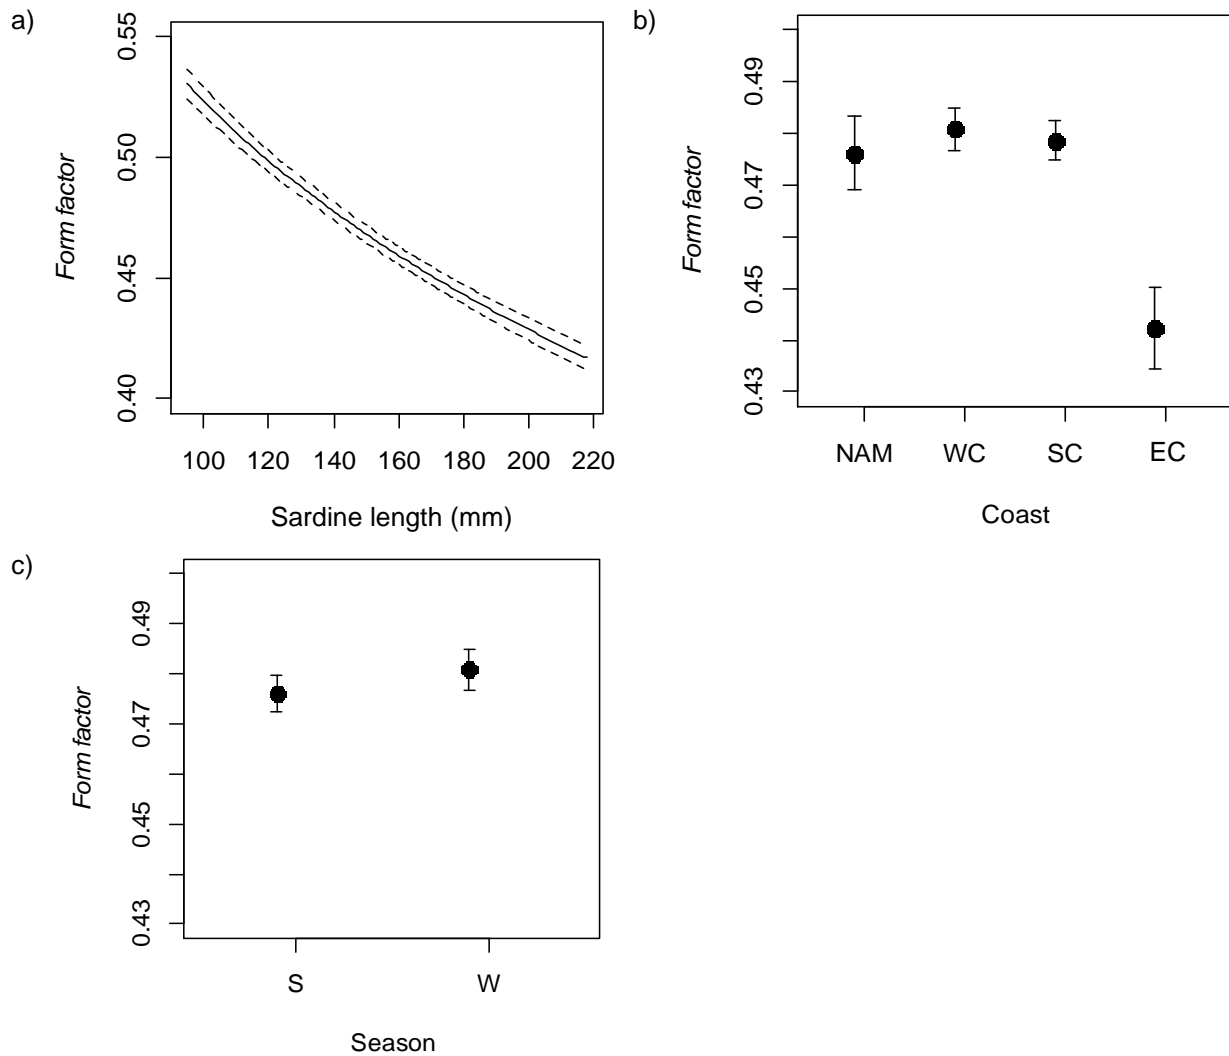 a)
0.55
0.50
0.45
0.40
Form factor
100 120 140 160 180 200 220
Sardine length (mm)
b)
0.49
0.47
0.45
0.43
Form factor
NAM WC SC EC
Coast
c)
0.49
0.47
0.45
0.43
Form factor
S W
Season